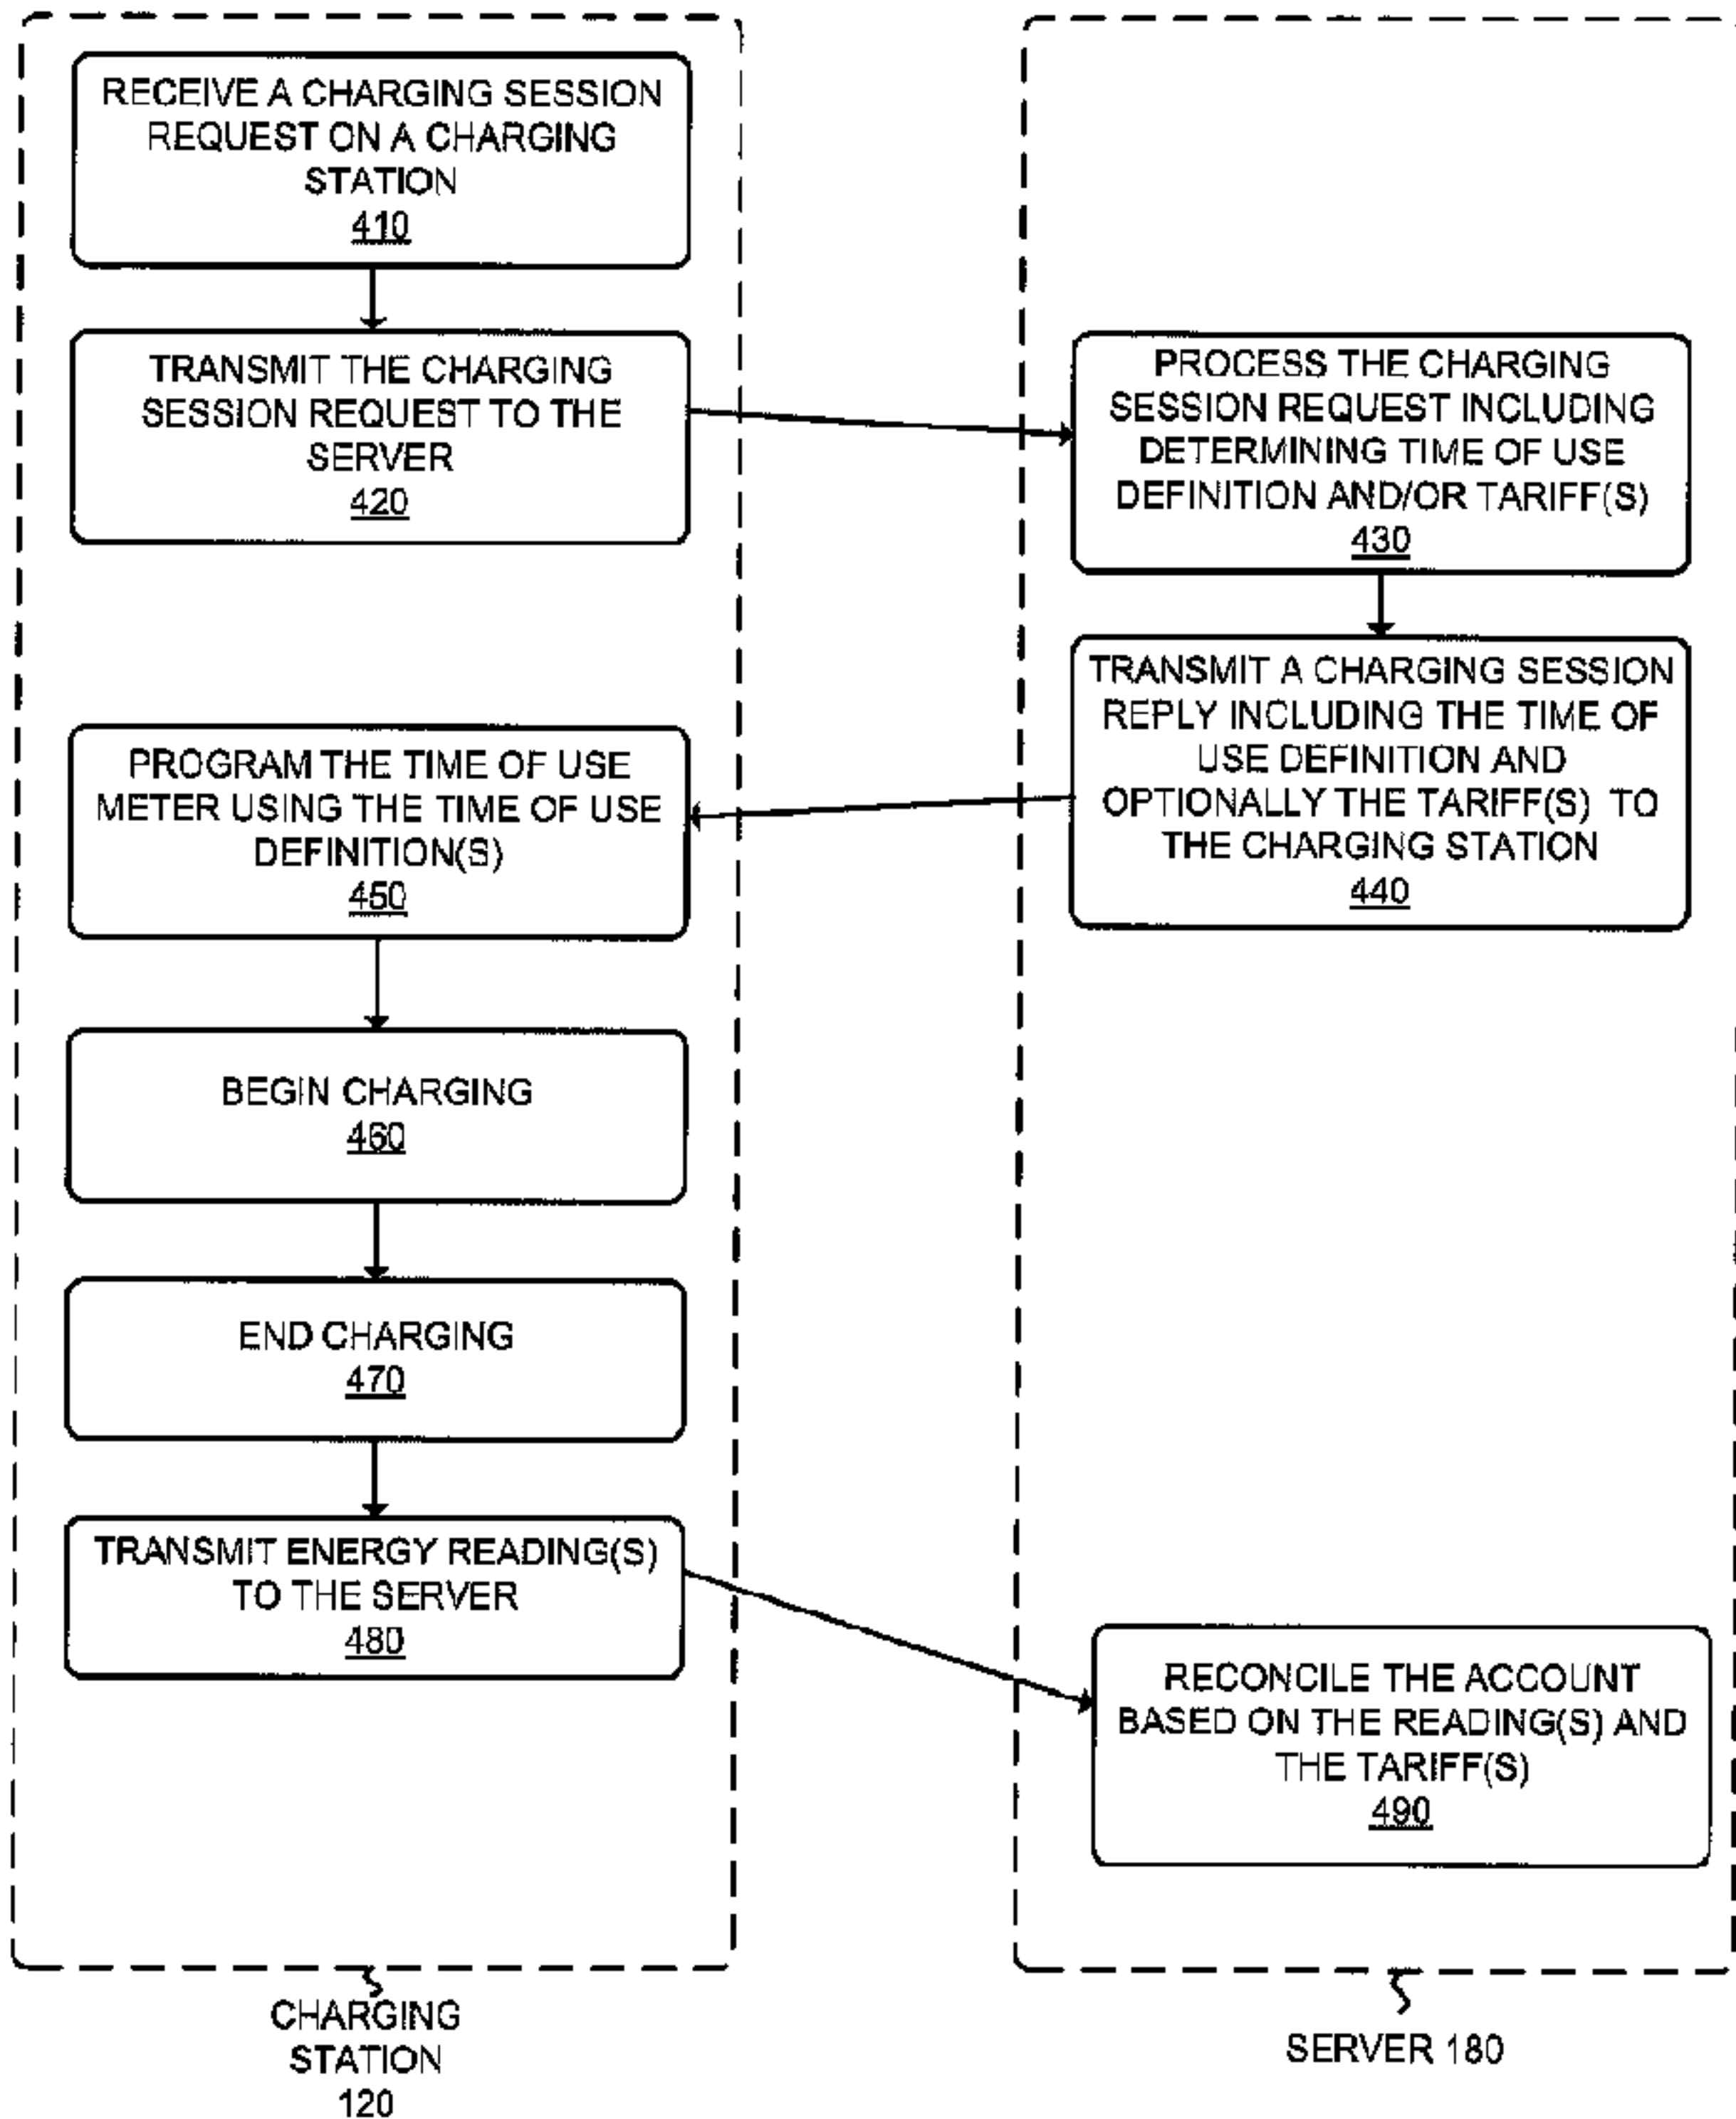 RECEIVE A CHARGING SESSION
REQUEST ON A CHARGING
STATION
410
TRANSMIT THE CHARGING
SESSION REQUEST TO THE
SERVER
420
PROCESS THE CHARGING
SESSION REQUEST INCLUDING
DETERMINING TIME OF USE
DEFINITION AND/OR TARIFF(S)
430
TRANSMIT A CHARGING SESSION
REPLY INCLUDING THE TIME OF
USE DEFINITION AND
OPTIONALLY THE TARIFF(S) TO
THE CHARGING STATION
440
PROGRAM THE TIME OF USE
METER USING THE TIME OF USE
DEFINITION(S)
450
BEGIN CHARGING
460
END CHARGING
470
TRANSMIT ENERGY READING(S)
TO THE SERVER
480
RECONCILE THE ACCOUNT
BASED ON THE READING(S) AND
THE TARIFF(S)
490
CHARGING
STATION
120
SERVER 180